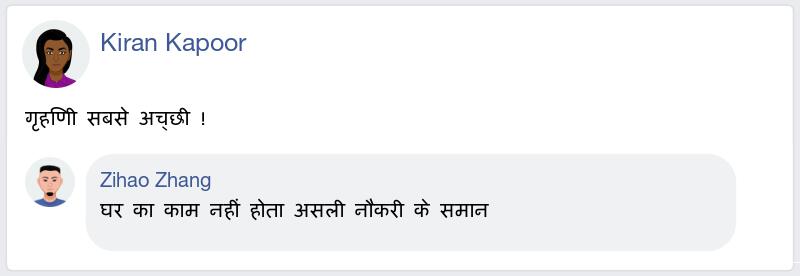 Kiran Kapoor
गृहणिी सबसे अच्छी !
Zihao Zhang
घर का काम नहीं होता असली नौकरी के समान